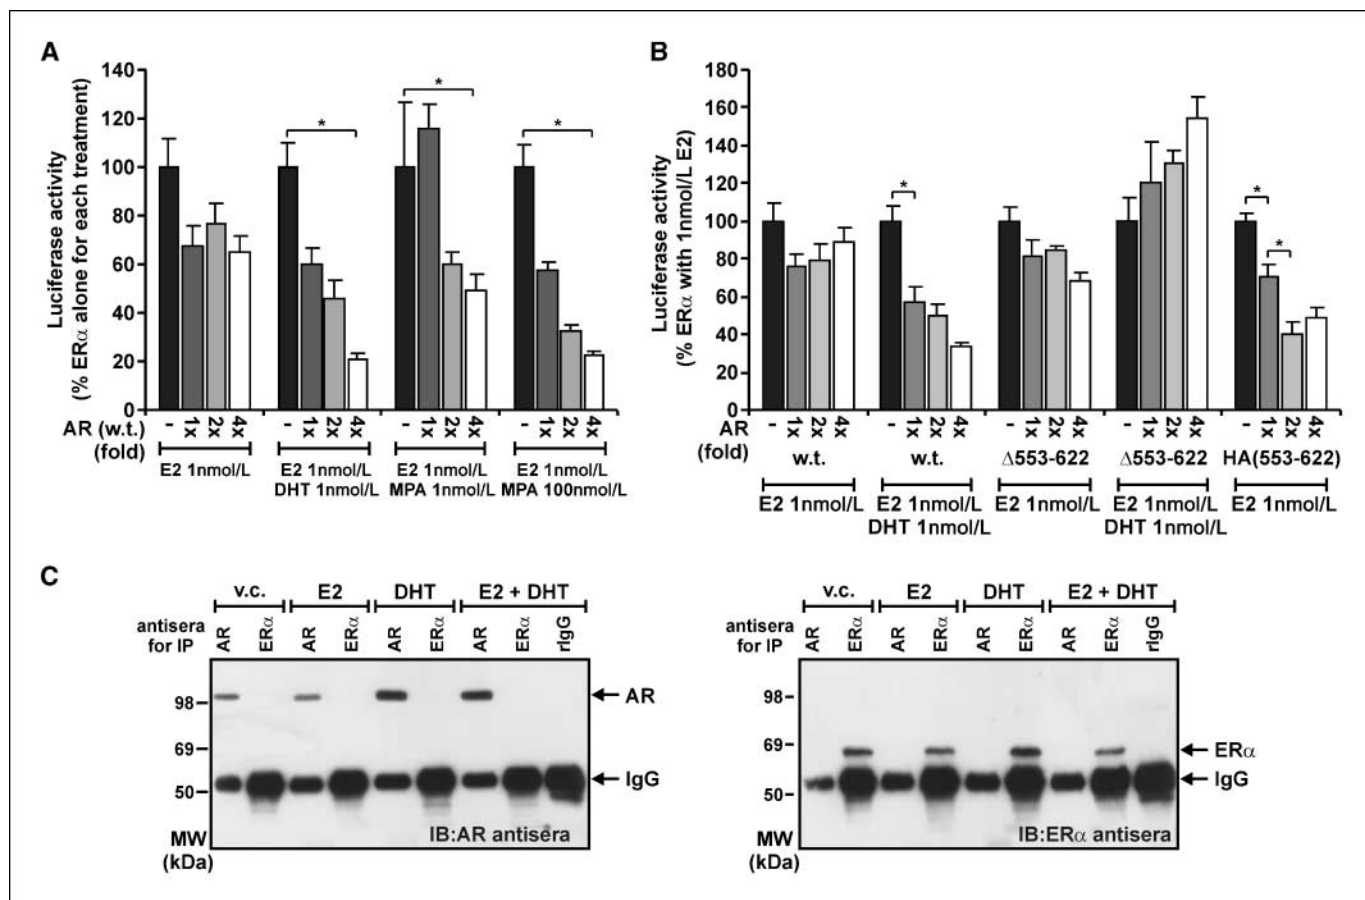 A
Luciferase activity
(% ERα alone for each treatment)
140
120
100
80
60
40
20
0
* * *
AR (w.t.)
(fold)
- 1x 2x 4x - 1x 2x 4x - 1x 2x 4x - 1x 2x 4x
E2 1nmol/L
E2 1nmol/L
DHT 1nmol/L
E2 1nmol/L
MPA 1nmol/L
E2 1nmol/L
MPA 100nmol/L
B
Luciferase activity
(% ERα with 1nmol/L E2)
180
160
140
120
100
80
60
40
20
0
* * *
AR
(fold)
- 1x 2x 4x - 1x 2x 4x - 1x 2x 4x - 1x 2x 4x - 1x 2x 4x
w.t. w.t. Δ553-622 Δ553-622 HA(553-622)
E2 1nmol/L
E2 1nmol/L
DHT 1nmol/L
E2 1nmol/L
E2 1nmol/L
DHT 1nmol/L
E2 1nmol/L
C
v.c. E2 DHT E2 + DHT
antisera
for IP
AR ERα AR ERα AR ERα AR ERα rIgG
98
69
50
MW
(kDa)
AR
IgG
IB:AR antisera
v.c. E2 DHT E2 + DHT
antisera
for IP
AR ERα AR ERα AR ERα AR ERα rIgG
98
69
50
MW
(kDa)
ERα
IgG
IB:ERα antisera